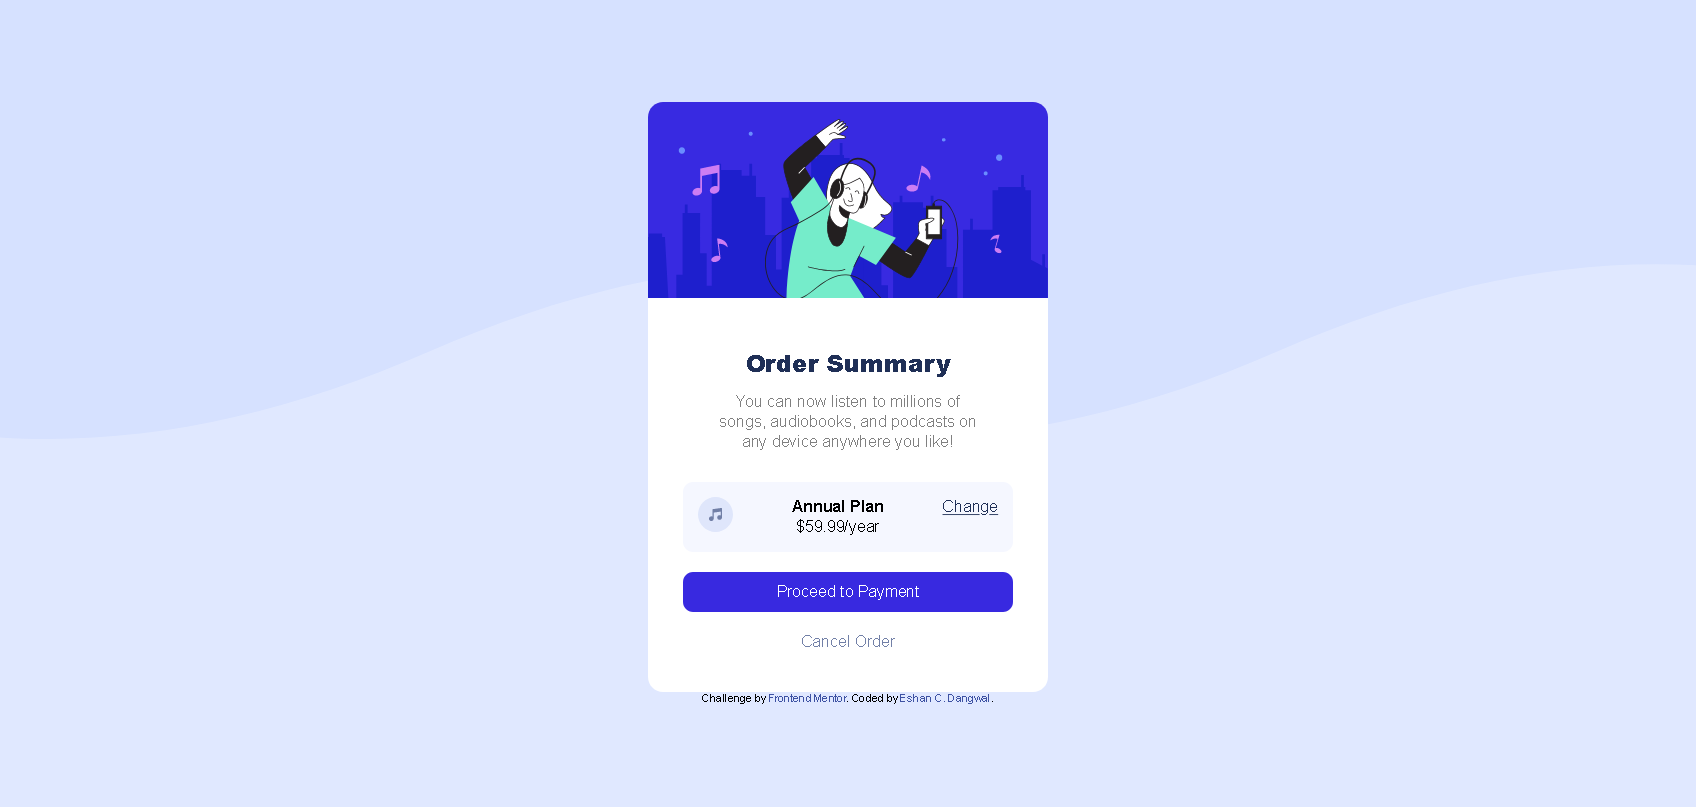 Order Summary
You can now listen to millions of
songs, audiobooks, and podcasts on
any device anywhere you like!
Annual Plan
Change
$59.99/year
Proceed to Payment
Cancel Order
Challenge by Frontend Mentor. Coded by Eshan C. Dangwal.